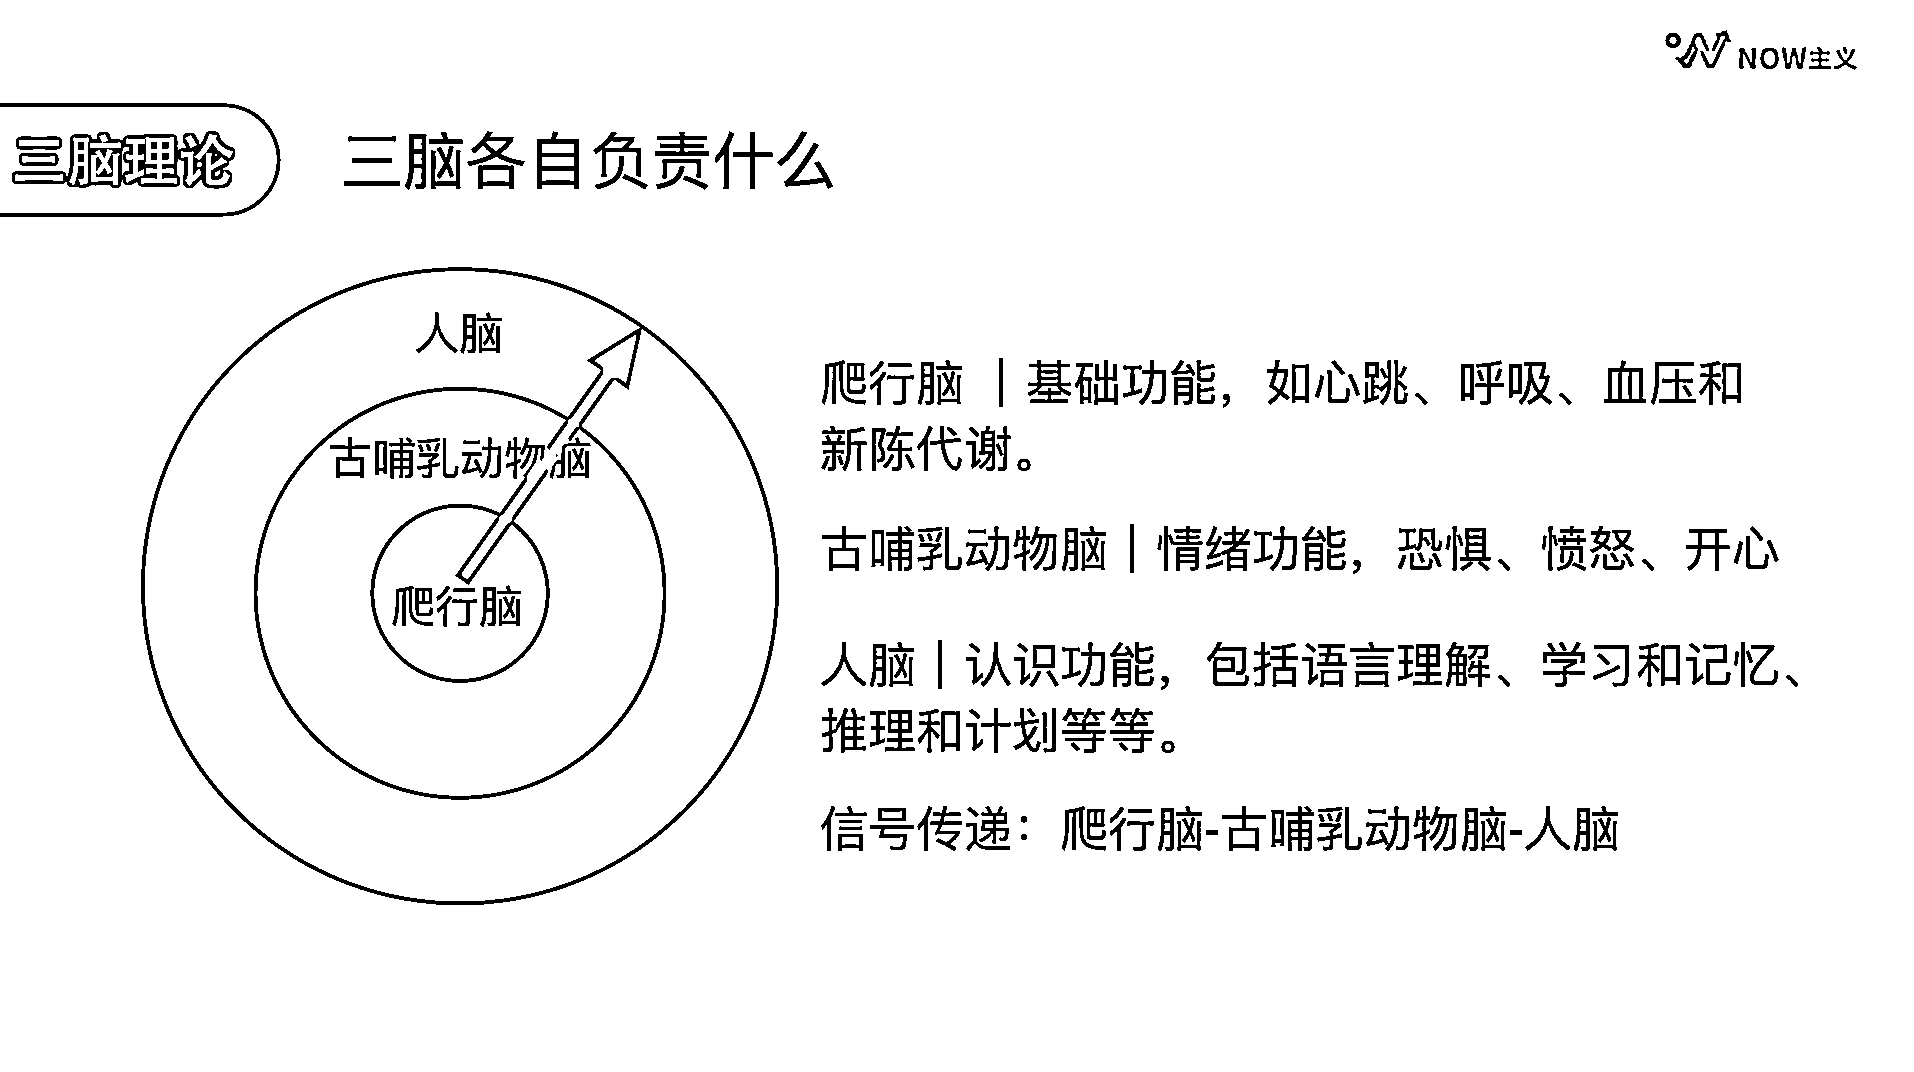 NOW主义
三脑理论
三脑各自负责什么
人脑
古哺乳动物脑
爬行脑
爬行脑 ｜基础功能，如心跳、呼吸、血压和
新陈代谢。
古哺乳动物脑｜情绪功能，恐惧、愤怒、开心
人脑｜认识功能，包括语言理解、学习和记忆、
推理和计划等等。
信号传递：爬行脑-古哺乳动物脑-人脑